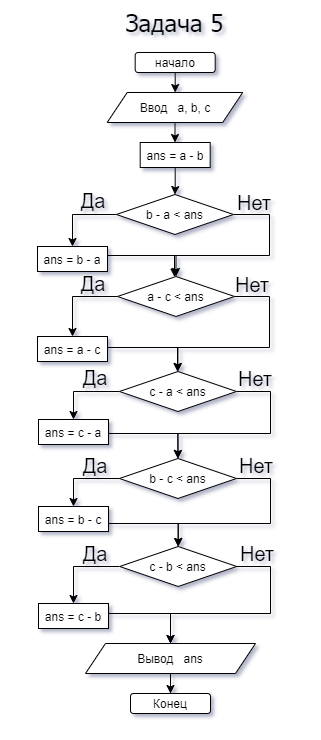 Задача 5
начало
Ввод a, b, c
ans = a - b
Да
Нет
b - a < ans
ans = b - a
Да
Нет
a - c < ans
ans = a - c
Да
Нет
c - a < ans
ans = c - a
Да
Нет
b - c < ans
ans = b - c
Да
Нет
c - b < ans
ans = c - b
Вывод ans
Конец